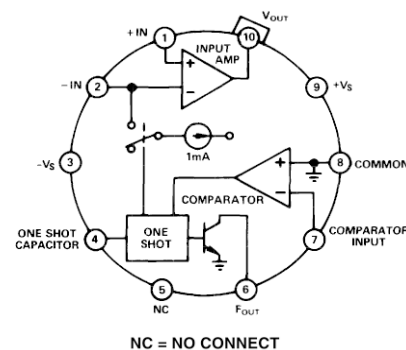 + IN
1
V OUT
10
INPUT
AMP
+
−
− IN
2
9
+VS
−VS
3
1mA
+
−
8
COMMON
COMPARATOR
ONE SHOT
CAPACITOR
4
ONE
SHOT
7
COMPARATOR
INPUT
5
NC
6
FOUT
NC = NO CONNECT